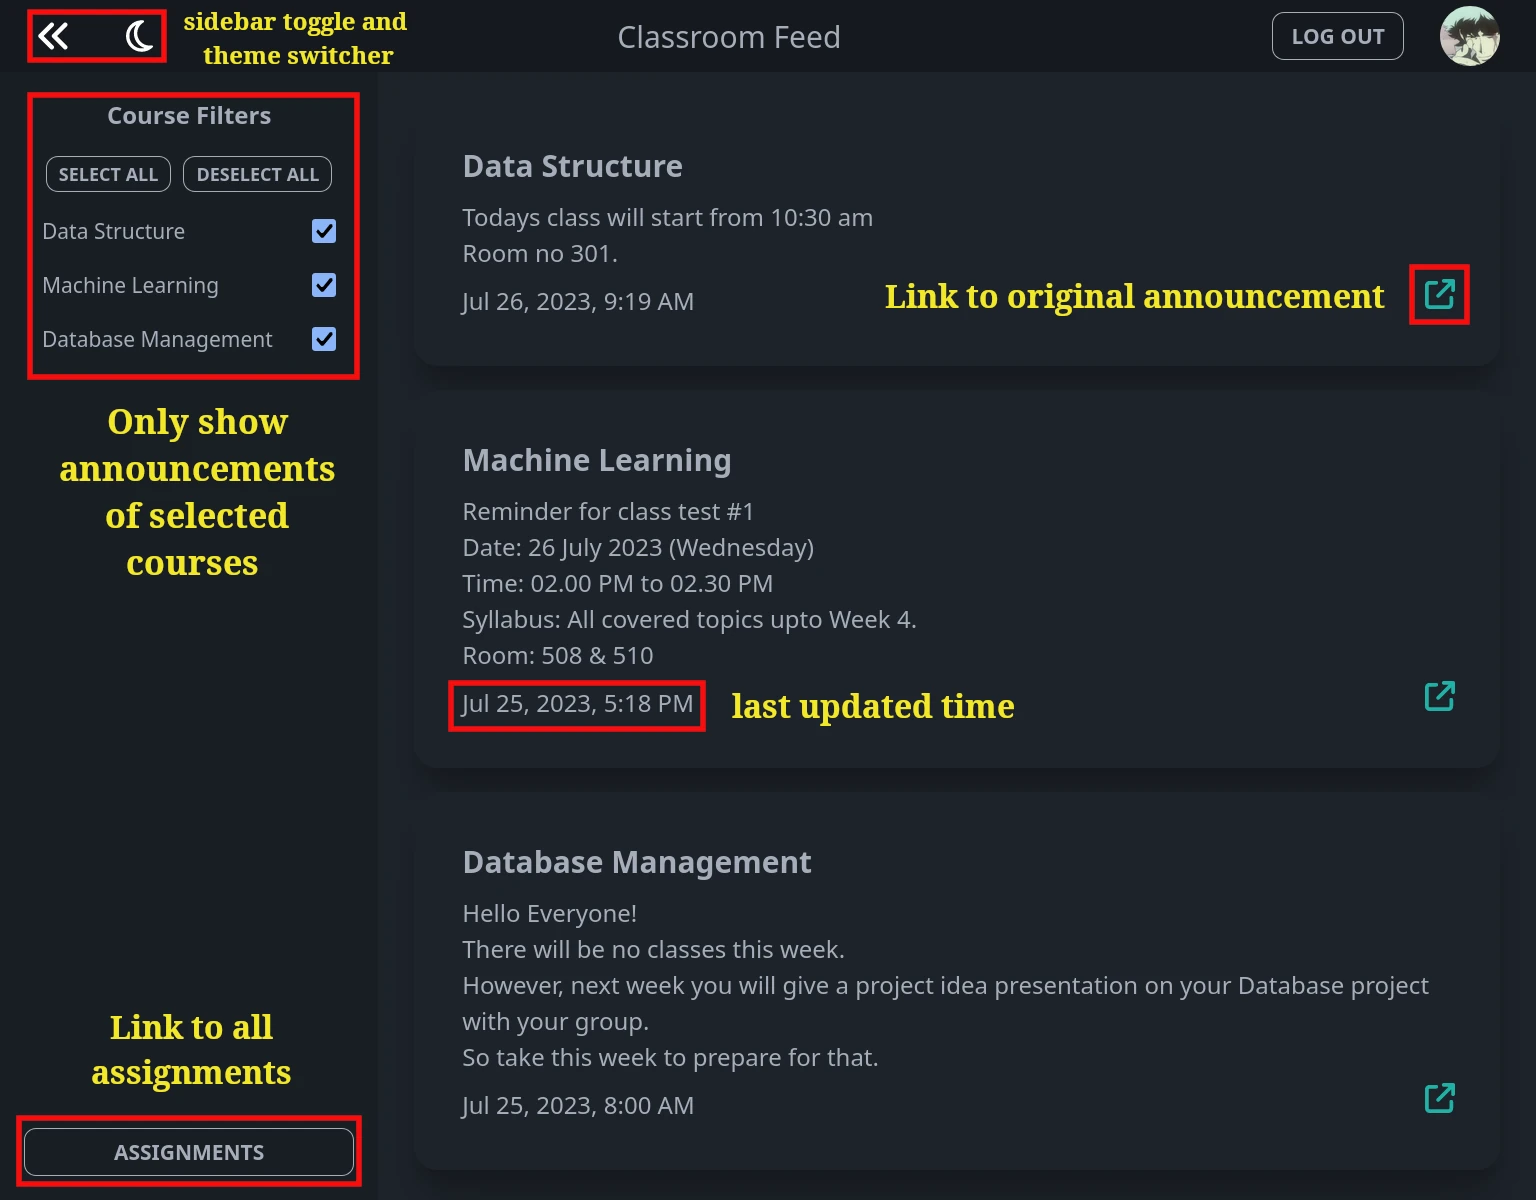 sidebar toggle and
theme switcher
Classroom Feed
LOG OUT
Course Filters
SELECT ALL
DESELECT ALL
Data Structure
Machine Learning
Database Management
Only show
announcements
of selected
courses
Link to all
assignments
ASSIGNMENTS
Data Structure
Todays class will start from 10:30 am
Room no 301.
Jul 26, 2023, 9:19 AM
Link to original announcement
Machine Learning
Reminder for class test #1
Date: 26 July 2023 (Wednesday)
Time: 02.00 PM to 02.30 PM
Syllabus: All covered topics upto Week 4.
Room: 508 & 510
Jul 25, 2023, 5:18 PM
last updated time
Database Management
Hello Everyone!
There will be no classes this week.
However, next week you will give a project idea presentation on your Database project
with your group.
So take this week to prepare for that.
Jul 25, 2023, 8:00 AM